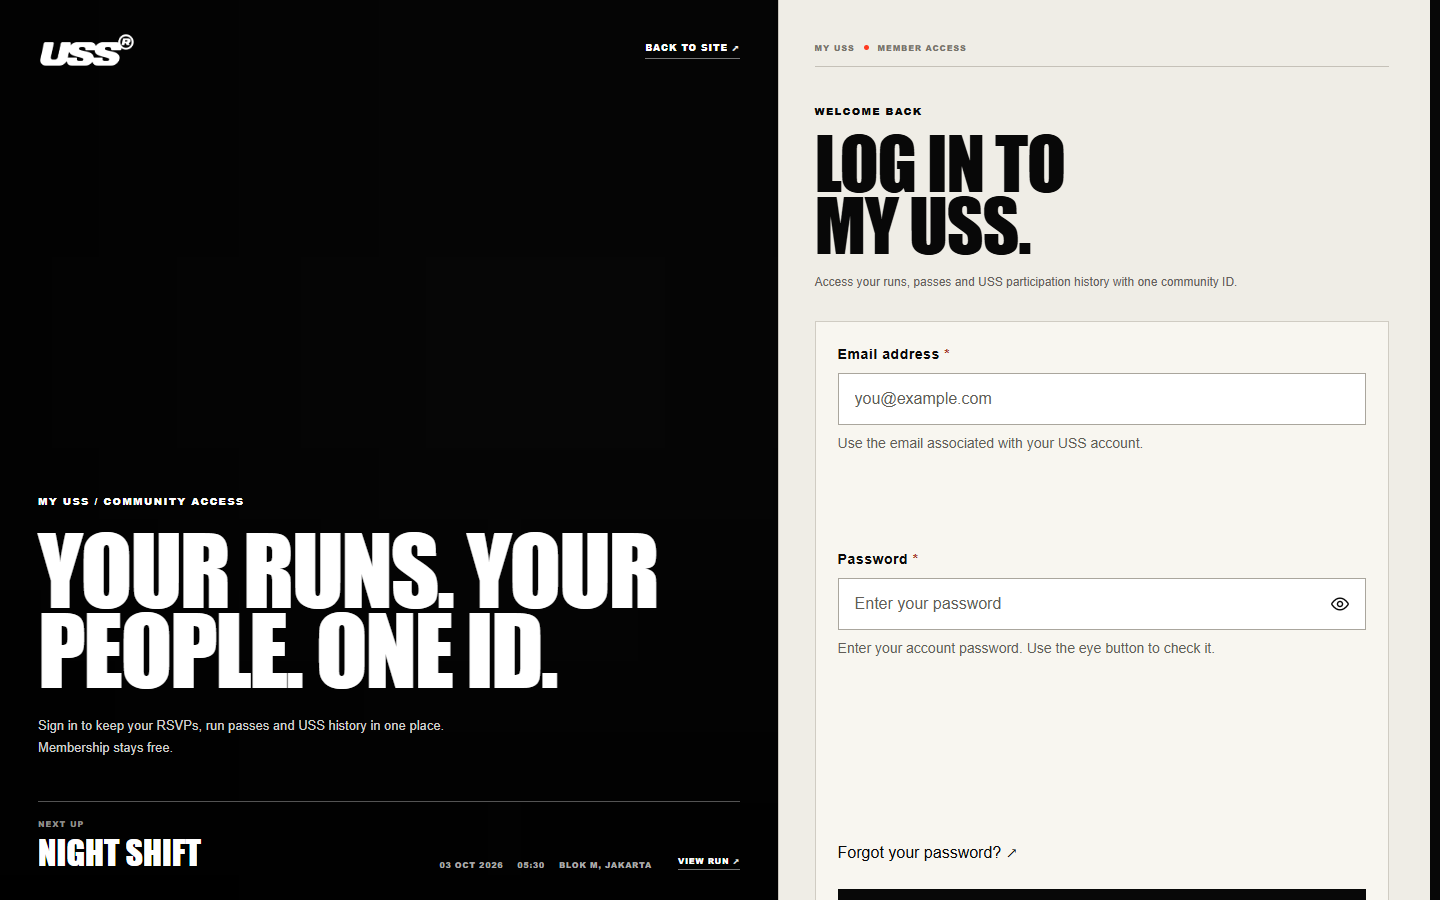 USS®
BACK TO SITE ↗
MY USS / COMMUNITY ACCESS
YOUR RUNS. YOUR
PEOPLE. ONE ID.
Sign in to keep your RSVPs, run passes and USS history in one place.
Membership stays free.
NEXT UP
NIGHT SHIFT
03 OCT 2026 05:30 BLOK M, JAKARTA
VIEW RUN ↗
MY USS • MEMBER ACCESS
WELCOME BACK
LOG IN TO
MY USS.
Access your runs, passes and USS participation history with one community ID.
Email address *
you@example.com
Use the email associated with your USS account.
Password *
Enter your password
Enter your account password. Use the eye button to check it.
Forgot your password? ↗